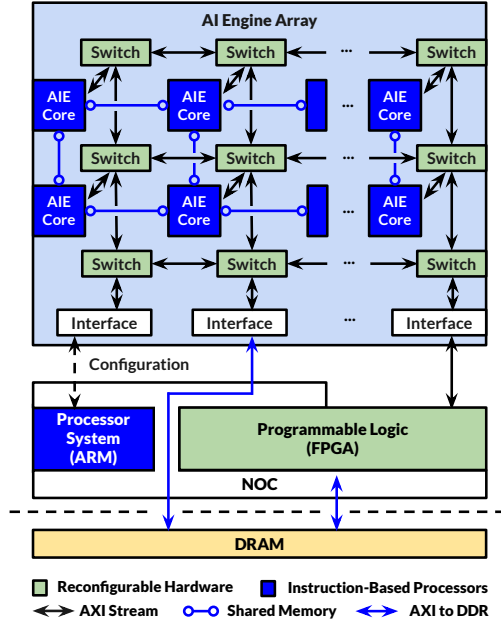 AI Engine Array
Switch Switch ... Switch
AIE Core AIE Core ... AIE Core
Switch Switch ... Switch
AIE Core AIE Core ... AIE Core
Switch Switch ... Switch
Interface Interface ... Interface
Configuration
Processor System (ARM)
Programmable Logic (FPGA)
NOC
DRAM
Reconfigurable Hardware Instruction-Based Processors
AXI Stream Shared Memory AXI to DDR